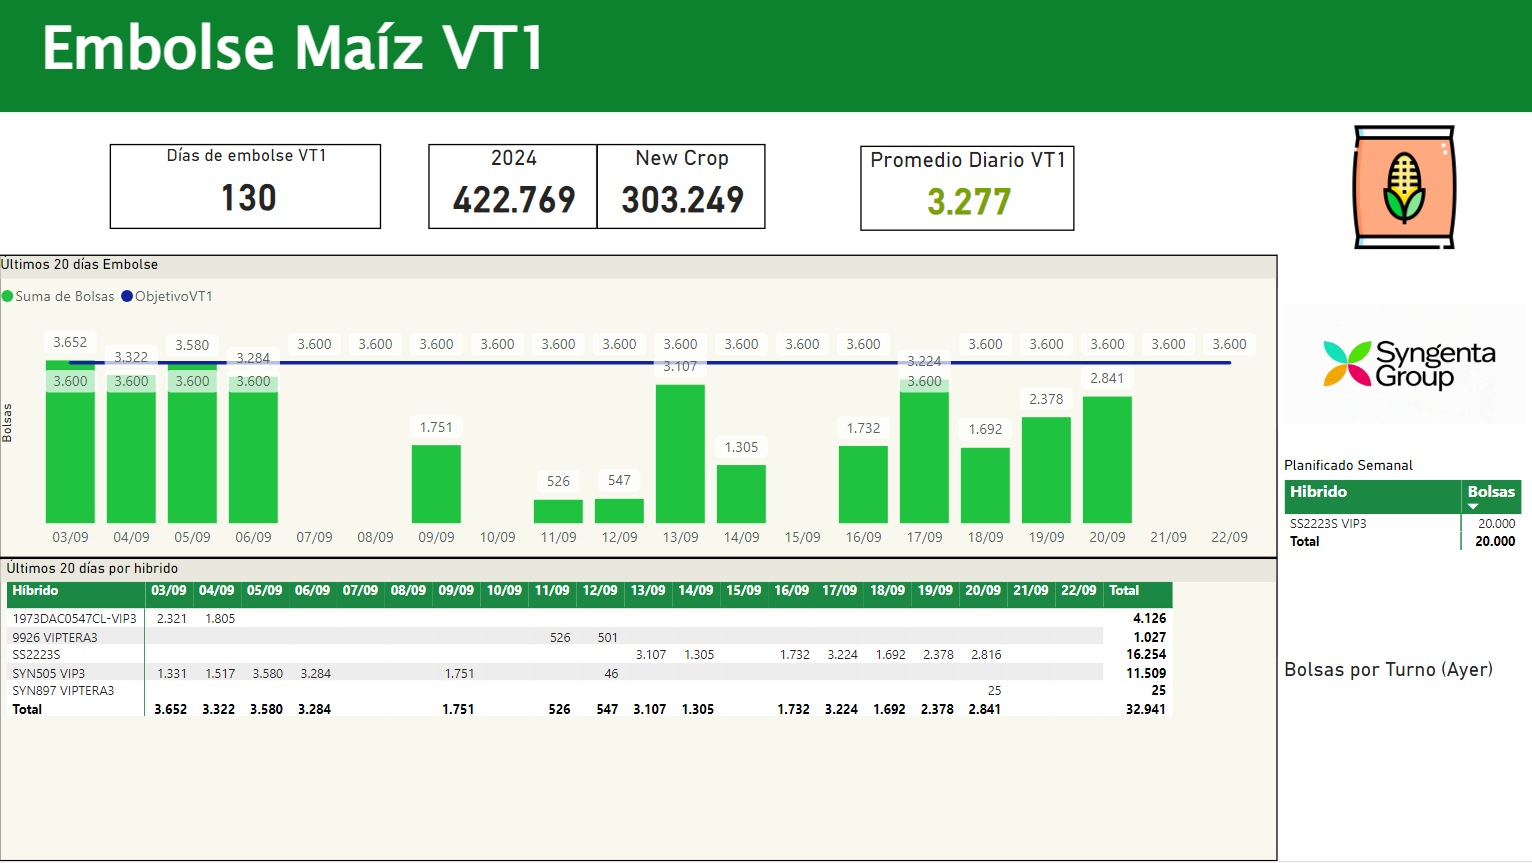 Embolse Maíz VT1
Días de embolse VT1
130
2024
422.769
New Crop
303.249
Promedio Diario VT1
3.277
Últimos 20 días Embolse
Suma de Bolsas ObjetivoVT1
3.652 3.322 3.580 3.284 1.751 526 547 3.107 1.305 1.732 3.224 1.692 2.378 2.841
3.600 3.600 3.600 3.600 3.600 3.600 3.600 3.600 3.600 3.600 3.600 3.600 3.600 3.600 3.600 3.600 3.600 3.600 3.600 3.600
Bolsas
03/09 04/09 05/09 06/09 07/09 08/09 09/09 10/09 11/09 12/09 13/09 14/09 15/09 16/09 17/09 18/09 19/09 20/09 21/09 22/09
Syngenta
Group
Planificado Semanal
Hibrido Bolsas
SS2223S VIP3 20.000
Total 20.000
Últimos 20 días por hibrido
Híbrido 03/09 04/09 05/09 06/09 07/09 08/09 09/09 10/09 11/09 12/09 13/09 14/09 15/09 16/09 17/09 18/09 19/09 20/09 21/09 22/09 Total
1973DAC0547CL-VIP3 2.321 1.805 4.126
9926 VIPTERA3 526 501 1.027
SS2223S 3.107 1.305 1.732 3.224 1.692 2.378 2.816 16.254
SYN505 VIP3 1.331 1.517 3.580 3.284 1.751 46 11.509
SYN897 VIPTERA3 25 25
Total 3.652 3.322 3.580 3.284 1.751 526 547 3.107 1.305 1.732 3.224 1.692 2.378 2.841 32.941
Bolsas por Turno (Ayer)